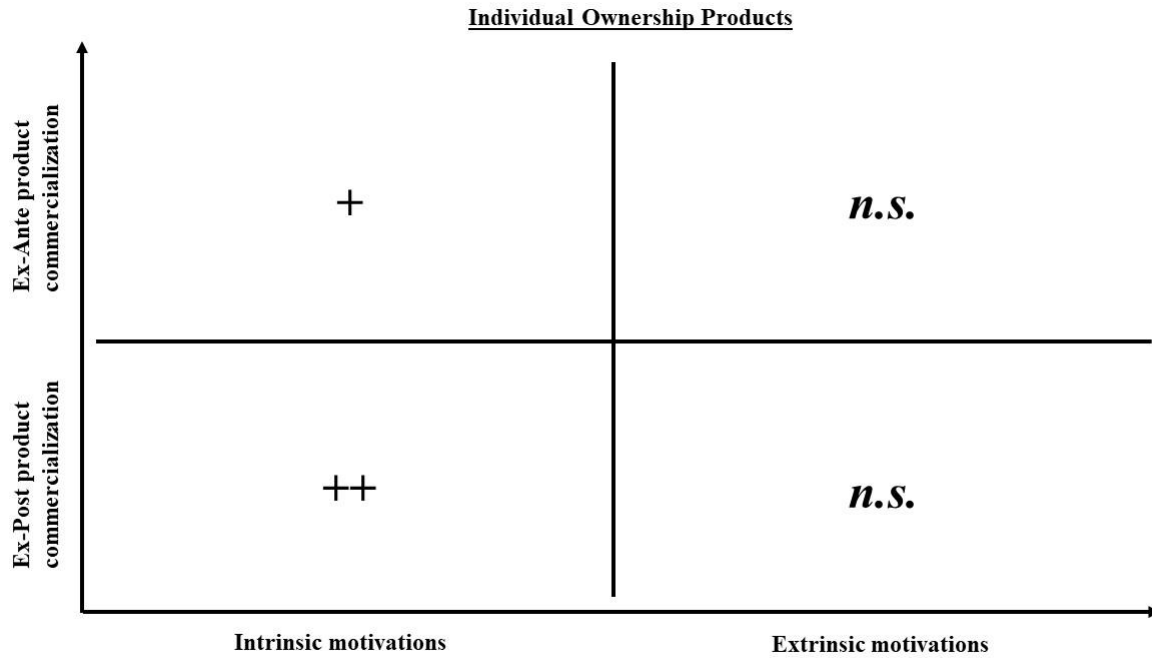 Individual Ownership Products
Ex-Ante product
commercialization
+
n.s.
Ex-Post product
commercialization
++
n.s.
Intrinsic motivations
Extrinsic motivations